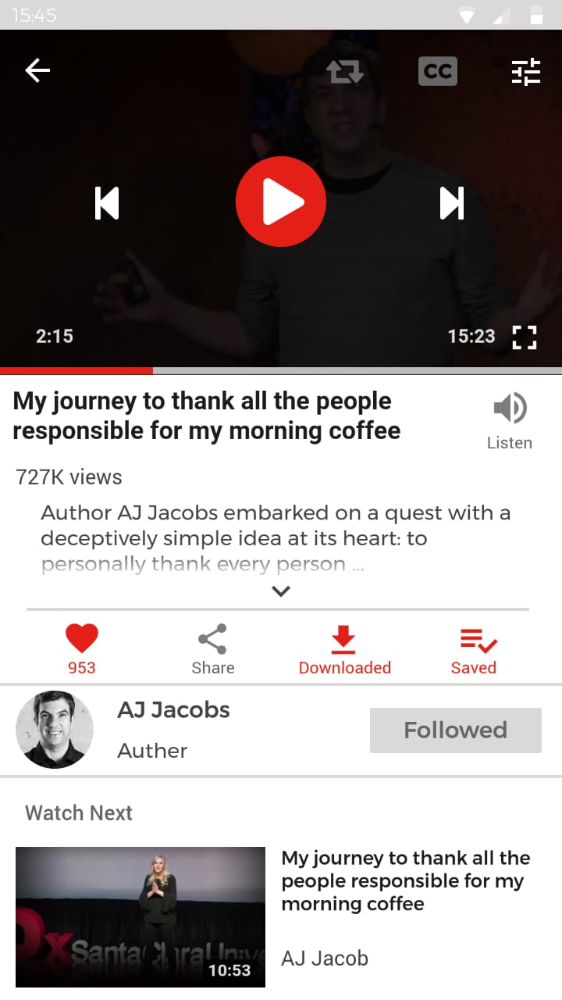 15:45
CC
2:15
15:23
My journey to thank all the people
responsible for my morning coffee
Listen
727K views
Author AJ Jacobs embarked on a quest with a
deceptively simple idea at its heart: to
personally thank every person ...
953
Share
Downloaded
Saved
AJ Jacobs
Auther
Followed
Watch Next
My journey to thank all the
people responsible for my
morning coffee
AJ Jacob
x
Santa
10:53